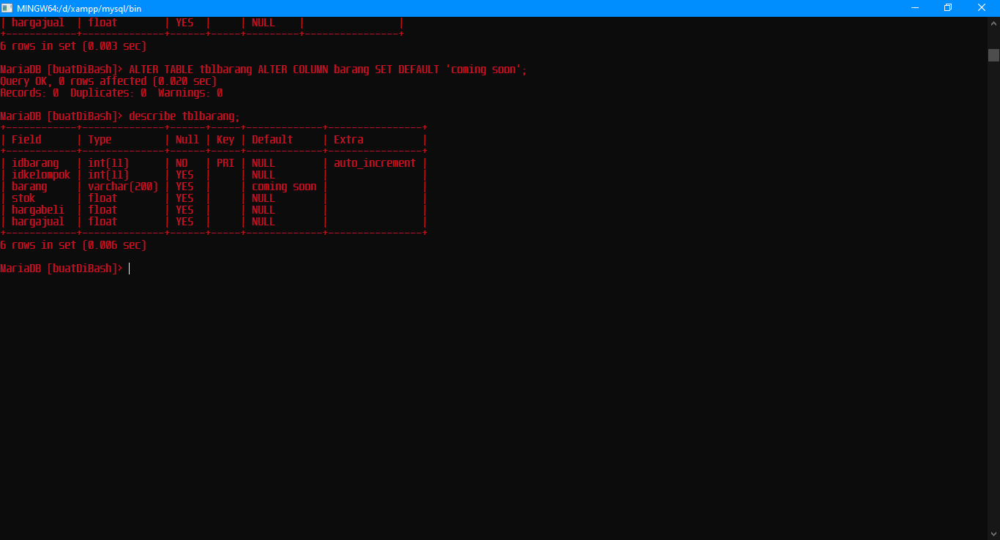 MINGW64:/d/xampp/mysql/bin
| hargajual  | float        | YES  |     | NULL    |                |
+------------+--------------+------+-----+---------+----------------+
6 rows in set (0.003 sec)
MariaDB [buatDiBash]> ALTER TABLE tblbarang ALTER COLUMN barang SET DEFAULT 'coming soon';
Query OK, 0 rows affected (0.020 sec)
Records: 0  Duplicates: 0  Warnings: 0
MariaDB [buatDiBash]> describe tblbarang;
+------------+--------------+------+-----+-------------+----------------+
| Field      | Type         | Null | Key | Default     | Extra          |
+------------+--------------+------+-----+-------------+----------------+
| idbarang   | int(11)      | NO   | PRI | NULL        | auto_increment |
| idkelompok | int(11)      | YES  |     | NULL        |                |
| barang     | varchar(200) | YES  |     | coming soon |                |
| stok       | float        | YES  |     | NULL        |                |
| hargabeli  | float        | YES  |     | NULL        |                |
| hargajual  | float        | YES  |     | NULL        |                |
+------------+--------------+------+-----+-------------+----------------+
6 rows in set (0.006 sec)
MariaDB [buatDiBash]>